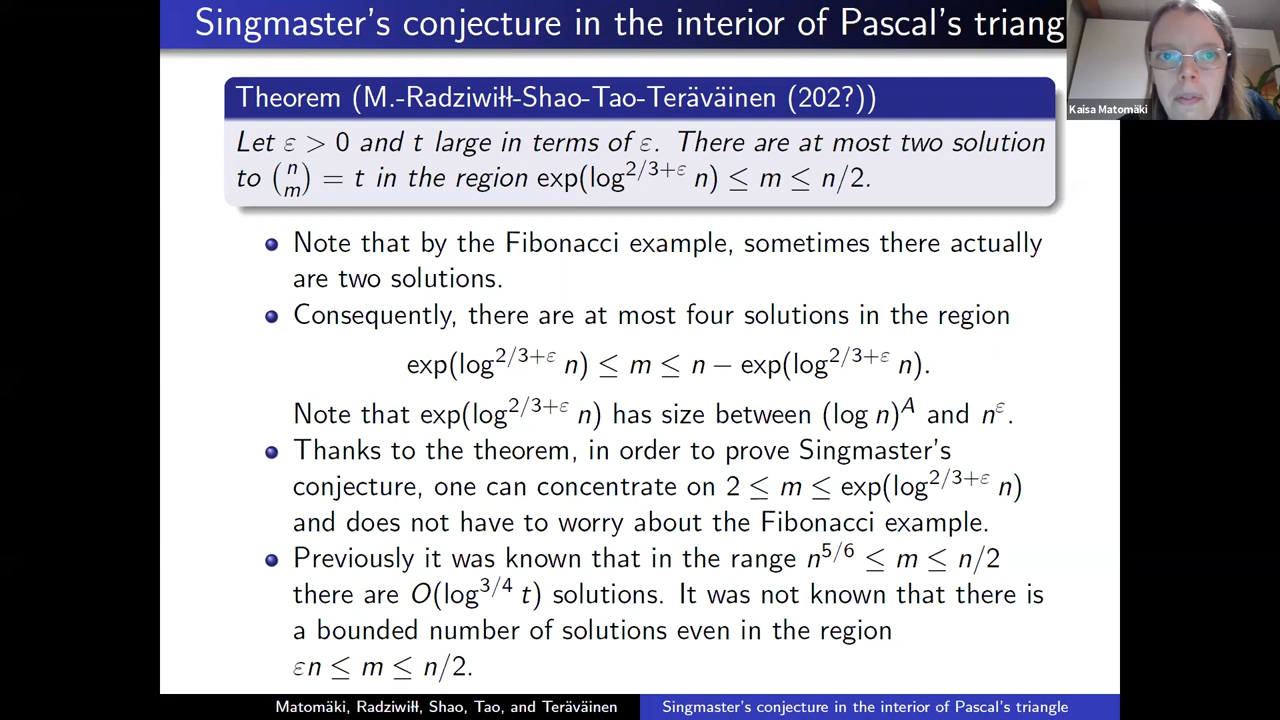 Singmaster's conjecture in the interior of Pascal's triang
Kaisa Matomäki
Theorem (M.-Radziwiłł-Shao-Tao-Teräväinen (202?))
Let ε > 0 and t large in terms of ε. There are at most two solution
to (n m) = t in the region exp(log^{2/3+ε} n) ≤ m ≤ n/2.
Note that by the Fibonacci example, sometimes there actually
are two solutions.
Consequently, there are at most four solutions in the region
exp(log^{2/3+ε} n) ≤ m ≤ n − exp(log^{2/3+ε} n).
Note that exp(log^{2/3+ε} n) has size between (log n)^A and n^ε.
Thanks to the theorem, in order to prove Singmaster's
conjecture, one can concentrate on 2 ≤ m ≤ exp(log^{2/3+ε} n)
and does not have to worry about the Fibonacci example.
Previously it was known that in the range n^{5/6} ≤ m ≤ n/2
there are O(log^{3/4} t) solutions. It was not known that there is
a bounded number of solutions even in the region
εn ≤ m ≤ n/2.
Matomäki, Radziwiłł, Shao, Tao, and Teräväinen
Singmaster's conjecture in the interior of Pascal's triangle